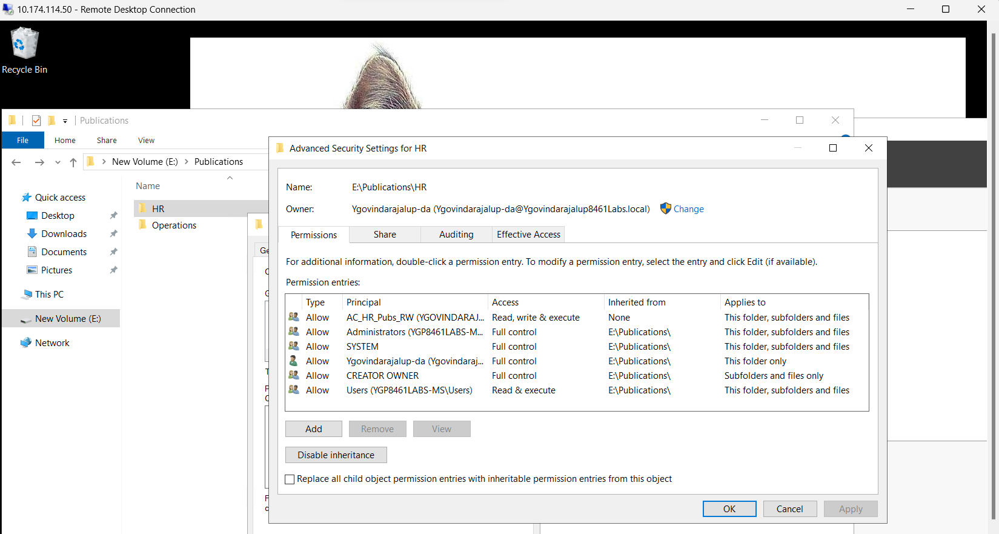 10.174.114.50 - Remote Desktop Connection
Recycle Bin
Publications
File Home Share View
New Volume (E:) Publications
Name
Quick access
Desktop
Downloads
Documents
Pictures
This PC
New Volume (E:)
Network
HR
Operations
Ge
Advanced Security Settings for HR
Name: E:\Publications\HR
Owner: Ygovindarajalup-da (Ygovindarajalup-da@Ygovindarajalup8461Labs.local) Change
Permissions Share Auditing Effective Access
For additional information, double-click a permission entry. To modify a permission entry, select the entry and click Edit (if available).
Permission entries:
Type Principal Access Inherited from Applies to
Allow AC_HR_Pubs_RW (YGOVINDARAJ... Read, write & execute None This folder, subfolders and files
Allow Administrators (YGP8461LABS-M... Full control E:\Publications\ This folder, subfolders and files
Allow SYSTEM Full control E:\Publications\ This folder, subfolders and files
Allow Ygovindarajalup-da (Ygovindaraj... Full control E:\Publications\ This folder only
Allow CREATOR OWNER Full control E:\Publications\ Subfolders and files only
Allow Users (YGP8461LABS-MS\Users) Read & execute E:\Publications\ This folder, subfolders and files
Add Remove View
Disable inheritance
Replace all child object permission entries with inheritable permission entries from this object
OK Cancel Apply